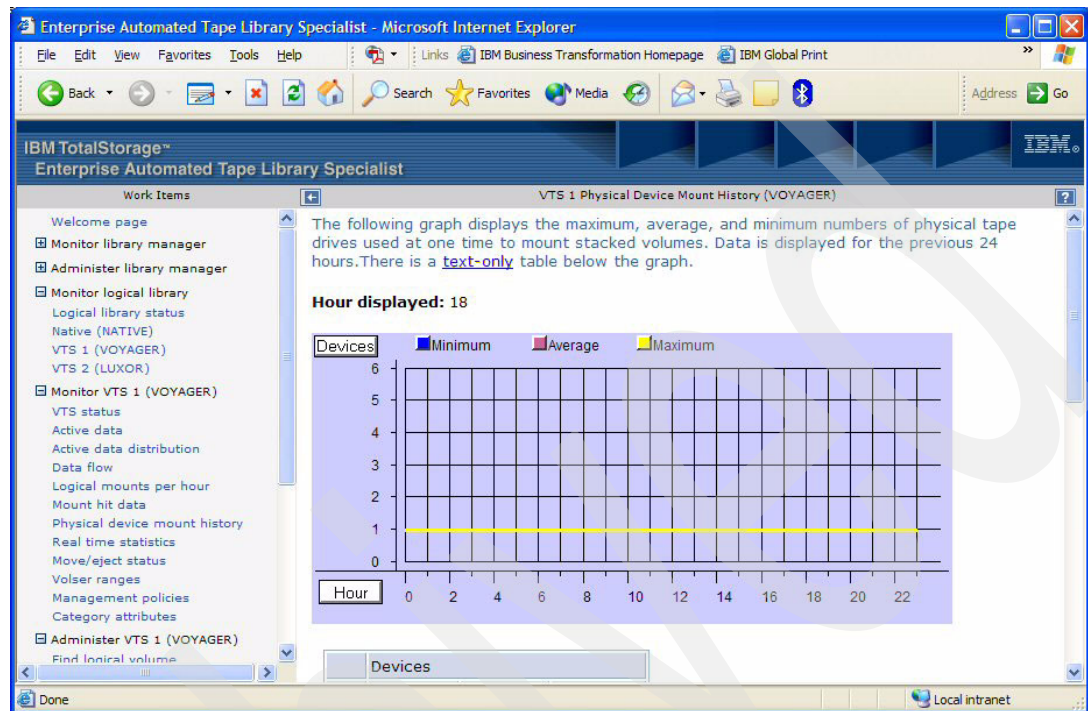 Enterprise Automated Tape Library Specialist - Microsoft Internet Explorer
File Edit View Favorites Tools Help Links IBM Business Transformation Homepage IBM Global Print »
Back Search Favorites Media Address Go
IBM TotalStorage™
Enterprise Automated Tape Library Specialist
IBM®
Work Items
Welcome page
Monitor library manager
Administer library manager
Monitor logical library
Logical library status
Native (NATIVE)
VTS 1 (VOYAGER)
VTS 2 (LUXOR)
Monitor VTS 1 (VOYAGER)
VTS status
Active data
Active data distribution
Data flow
Logical mounts per hour
Mount hit data
Physical device mount history
Real time statistics
Move/eject status
Volser ranges
Management policies
Category attributes
Administer VTS 1 (VOYAGER)
Find logical volume
VTS 1 Physical Device Mount History (VOYAGER) ?
The following graph displays the maximum, average, and minimum numbers of physical tape
drives used at one time to mount stacked volumes. Data is displayed for the previous 24
hours.There is a text-only table below the graph.
Hour displayed: 18
Devices Minimum Average Maximum
6
5
4
3
2
1
0
Hour 0 2 4 6 8 10 12 14 16 18 20 22
Devices
Done Local intranet